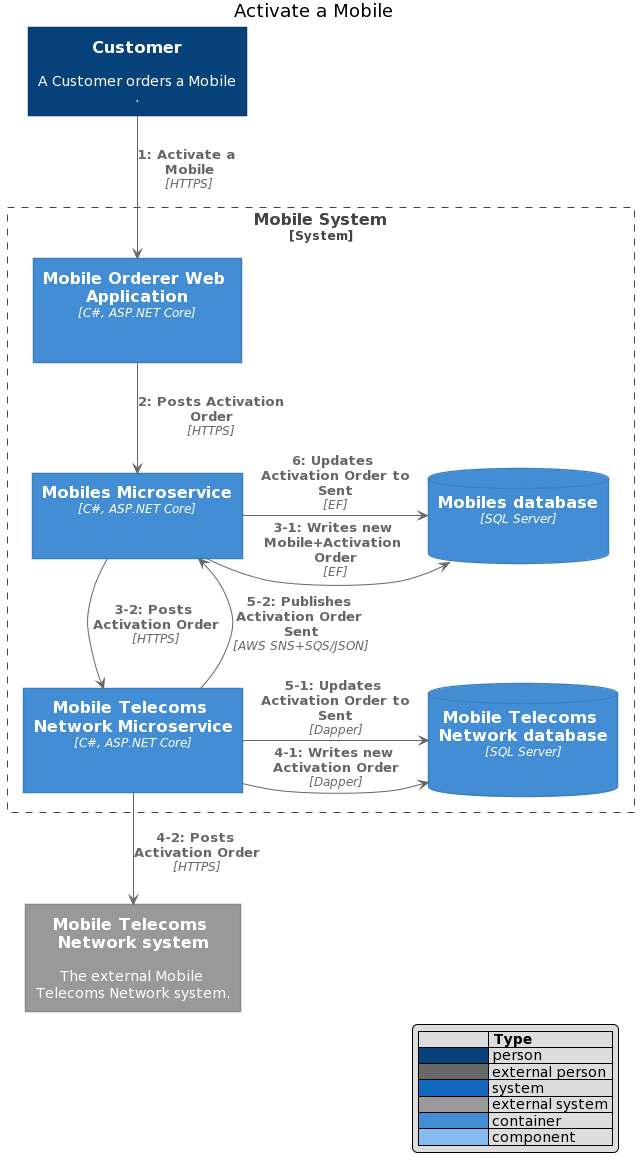 Activate a Mobile
Customer
A Customer orders a Mobile
.
1: Activate a
Mobile
[HTTPS]
Mobile System
[System]
Mobile Orderer Web
Application
[C#, ASP.NET Core]
2: Posts Activation
Order
[HTTPS]
Mobiles Microservice
[C#, ASP.NET Core]
6: Updates
Activation Order to
Sent
[EF]
3-1: Writes new
Mobile+Activation
Order
[EF]
Mobiles database
[SQL Server]
3-2: Posts
Activation Order
[HTTPS]
5-2: Publishes
Activation Order
Sent
[AWS SNS+SQS/JSON]
Mobile Telecoms
Network Microservice
[C#, ASP.NET Core]
5-1: Updates
Activation Order to
Sent
[Dapper]
4-1: Writes new
Activation Order
[Dapper]
Mobile Telecoms
Network database
[SQL Server]
4-2: Posts
Activation Order
[HTTPS]
Mobile Telecoms
Network system
The external Mobile
Telecoms Network system.
Type
person
external person
system
external system
container
component